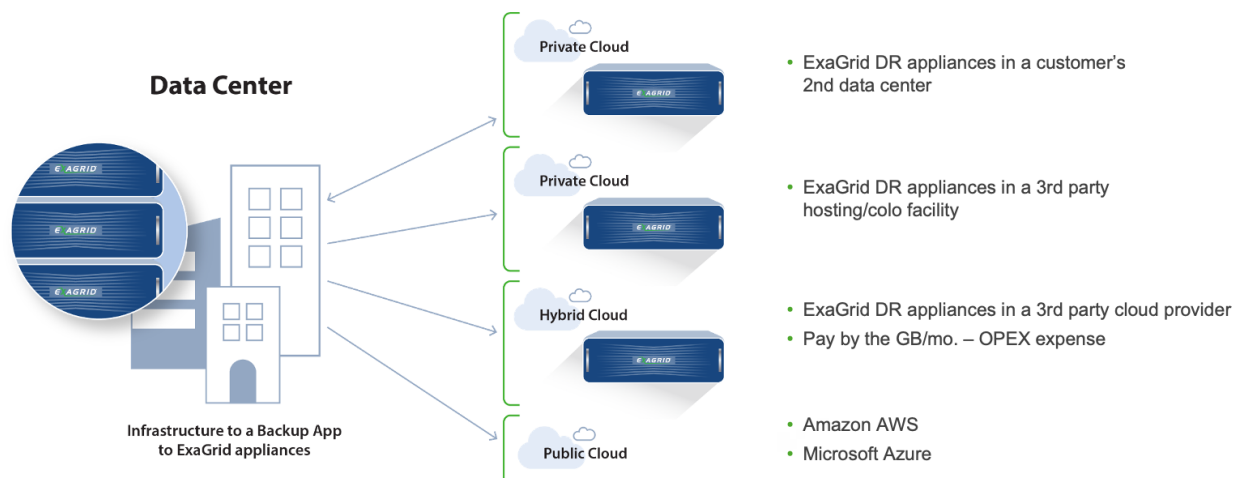 Data Center
EXAGRID
EXAGRID
EXAGRID
Infrastructure to a Backup App
to ExaGrid appliances
Private Cloud
EXAGRID
• ExaGrid DR appliances in a customer's
2nd data center
Private Cloud
EXAGRID
• ExaGrid DR appliances in a 3rd party
hosting/colo facility
Hybrid Cloud
EXAGRID
• ExaGrid DR appliances in a 3rd party cloud provider
• Pay by the GB/mo. – OPEX expense
Public Cloud
• Amazon AWS
• Microsoft Azure